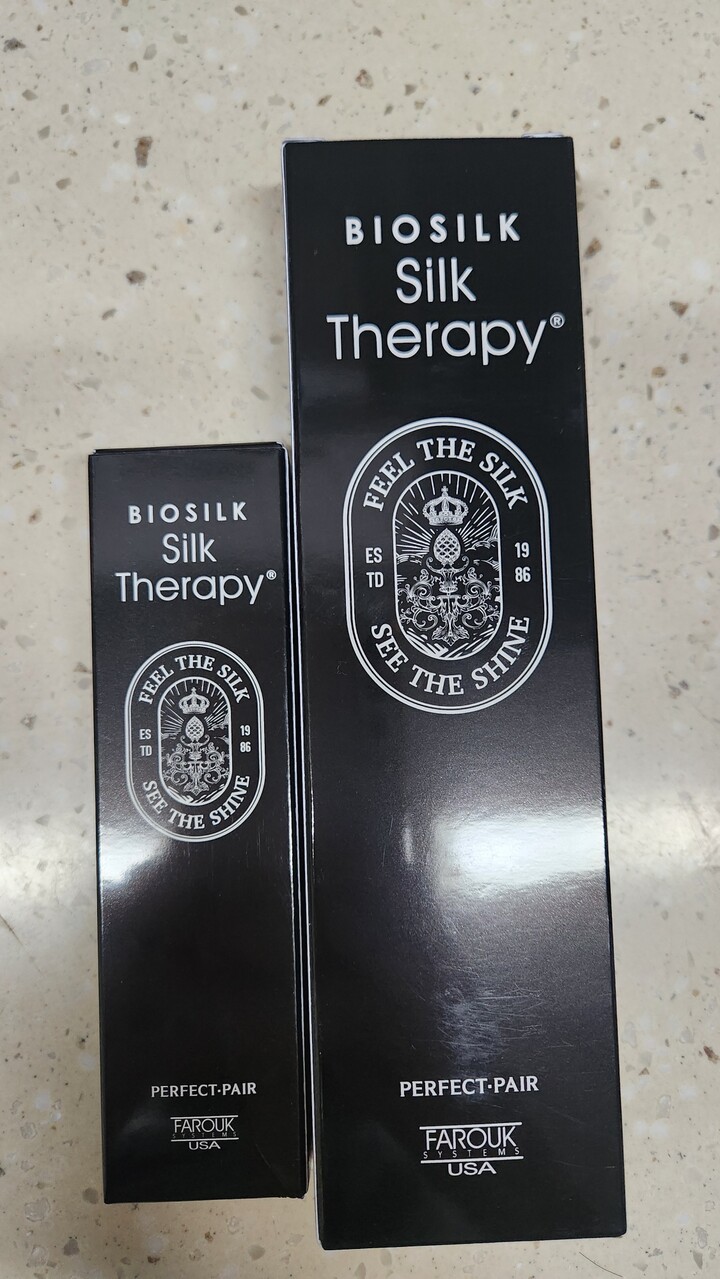 BIOSILK
Silk
Therapy®
FEEL THE SILK
ES
TD
19
86
SEE THE SHINE
PERFECT·PAIR
FAROUK
SYSTEMS
USA
BIOSILK
Silk
Therapy®
FEEL THE SILK
ES
TD
19
86
SEE THE SHINE
PERFECT·PAIR
FAROUK
SYSTEMS
USA